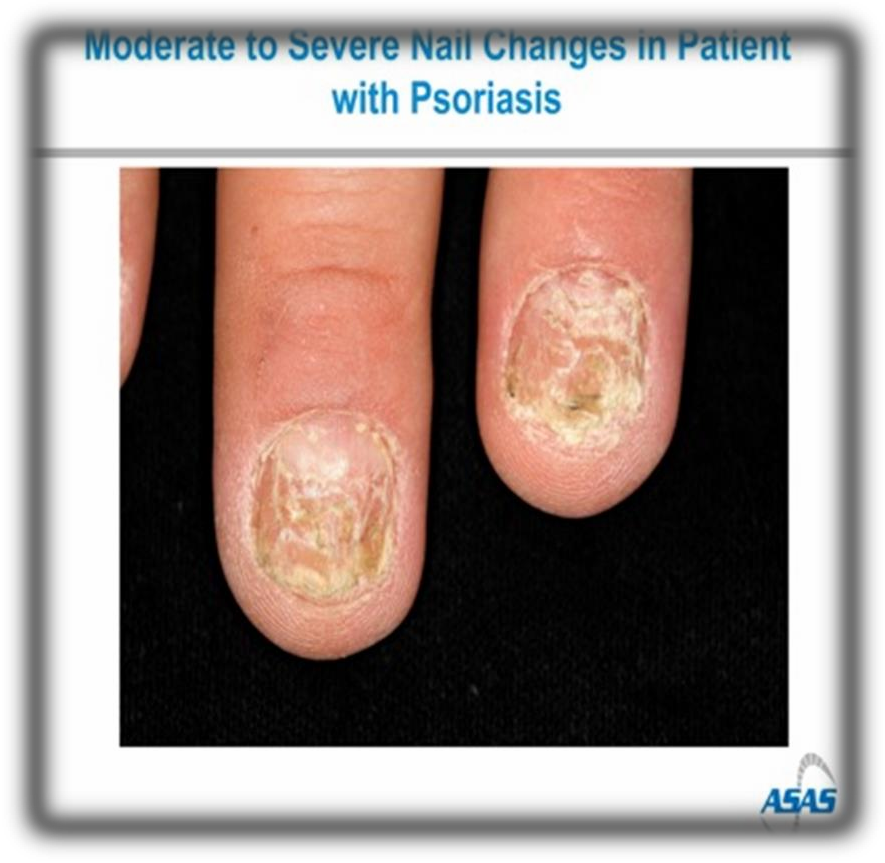 Moderate to Severe Nail Changes in Patient
with Psoriasis
ASAS